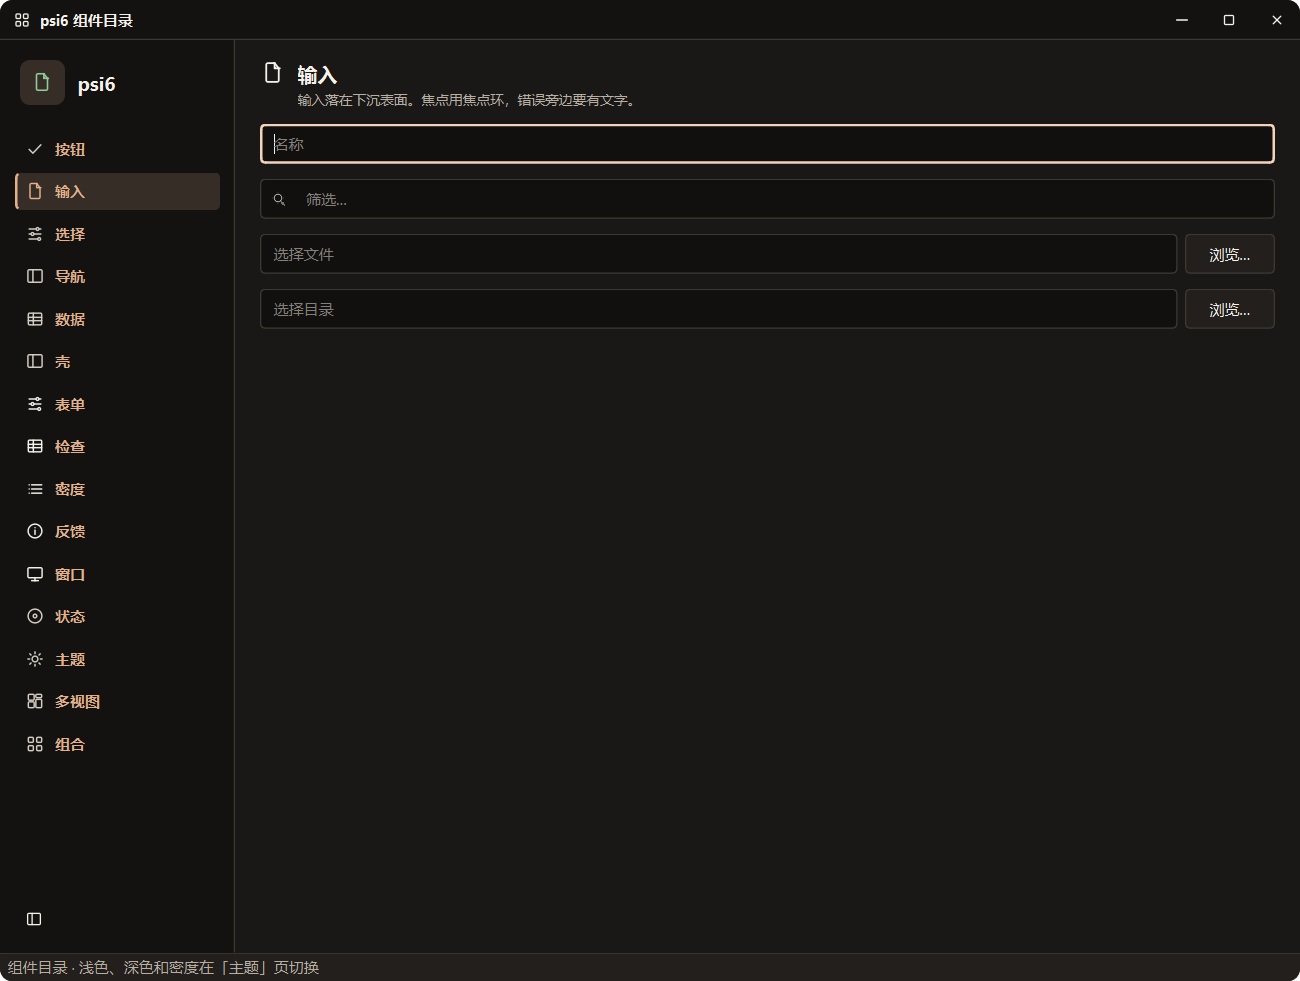 psi6 组件目录
psi6
按钮
输入
选择
导航
数据
壳
表单
检查
密度
反馈
窗口
状态
主题
多视图
组合
输入
输入落在下沉表面。焦点用焦点环，错误旁边要有文字。
名称
筛选...
选择文件
浏览...
选择目录
浏览...
组件目录 · 浅色、深色和密度在「主题」页切换